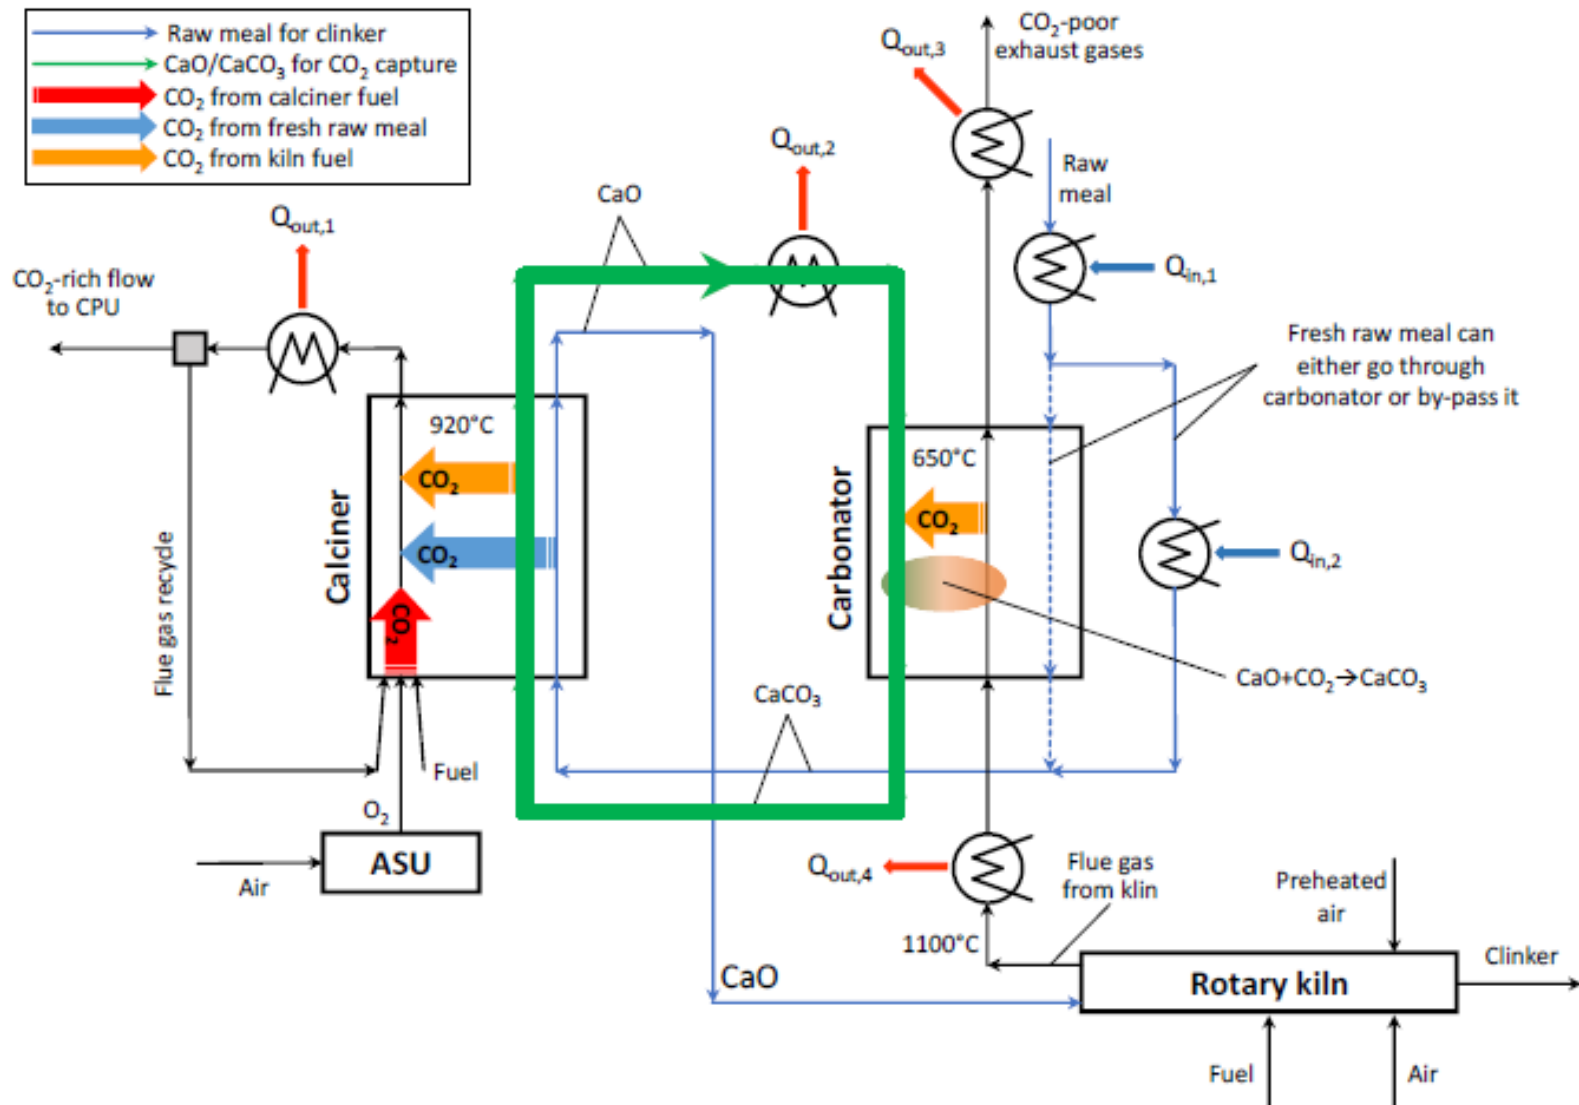 Raw meal for clinker
CaO/CaCO₃ for CO₂ capture
CO₂ from calciner fuel
CO₂ from fresh raw meal
CO₂ from kiln fuel
CO₂-poor
exhaust gases
Qout,3
Qout,2
Raw
meal
CaO
Qout,1
Qin,1
CO₂-rich flow
to CPU
Fresh raw meal can
either go through
carbonator or by-pass it
920°C
650°C
CO₂
CO₂
CO₂
CO₂
Calciner
Carbonator
Qin,2
Flue gas recycle
CaO+CO₂→CaCO₃
CaCO₃
Fuel
O₂
ASU
Air
Qout,4
Flue gas
from klin
Preheated
air
1100°C
CaO
Rotary kiln
Clinker
Fuel
Air